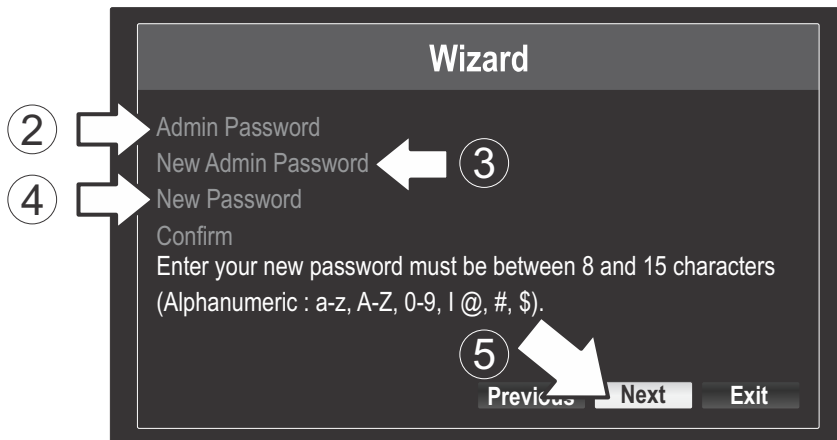 Wizard
② Admin Password
New Admin Password ③
④ New Password
Confirm
Enter your new password must be between 8 and 15 characters
(Alphanumeric : a-z, A-Z, 0-9, I @, #, $).
⑤
Previous Next Exit